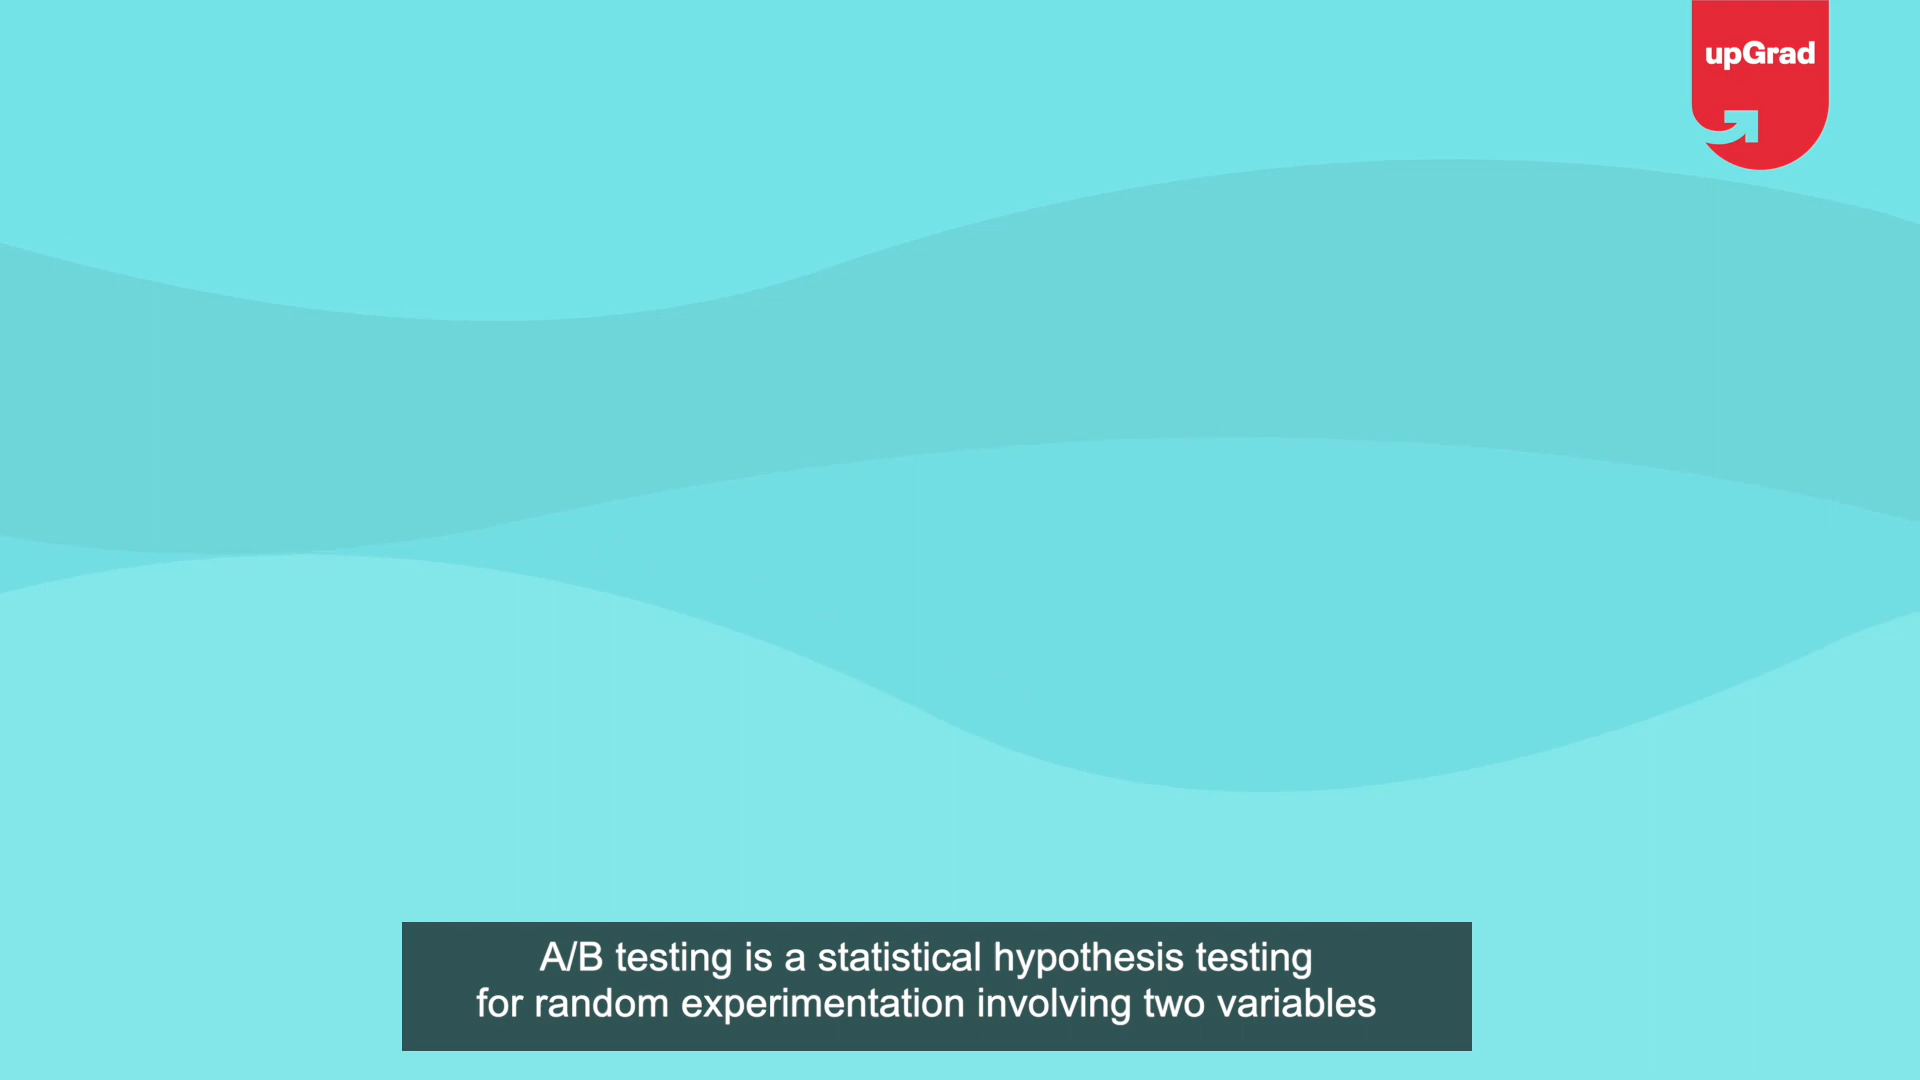 upGrad
A/B testing is a statistical hypothesis testing
for random experimentation involving two variables